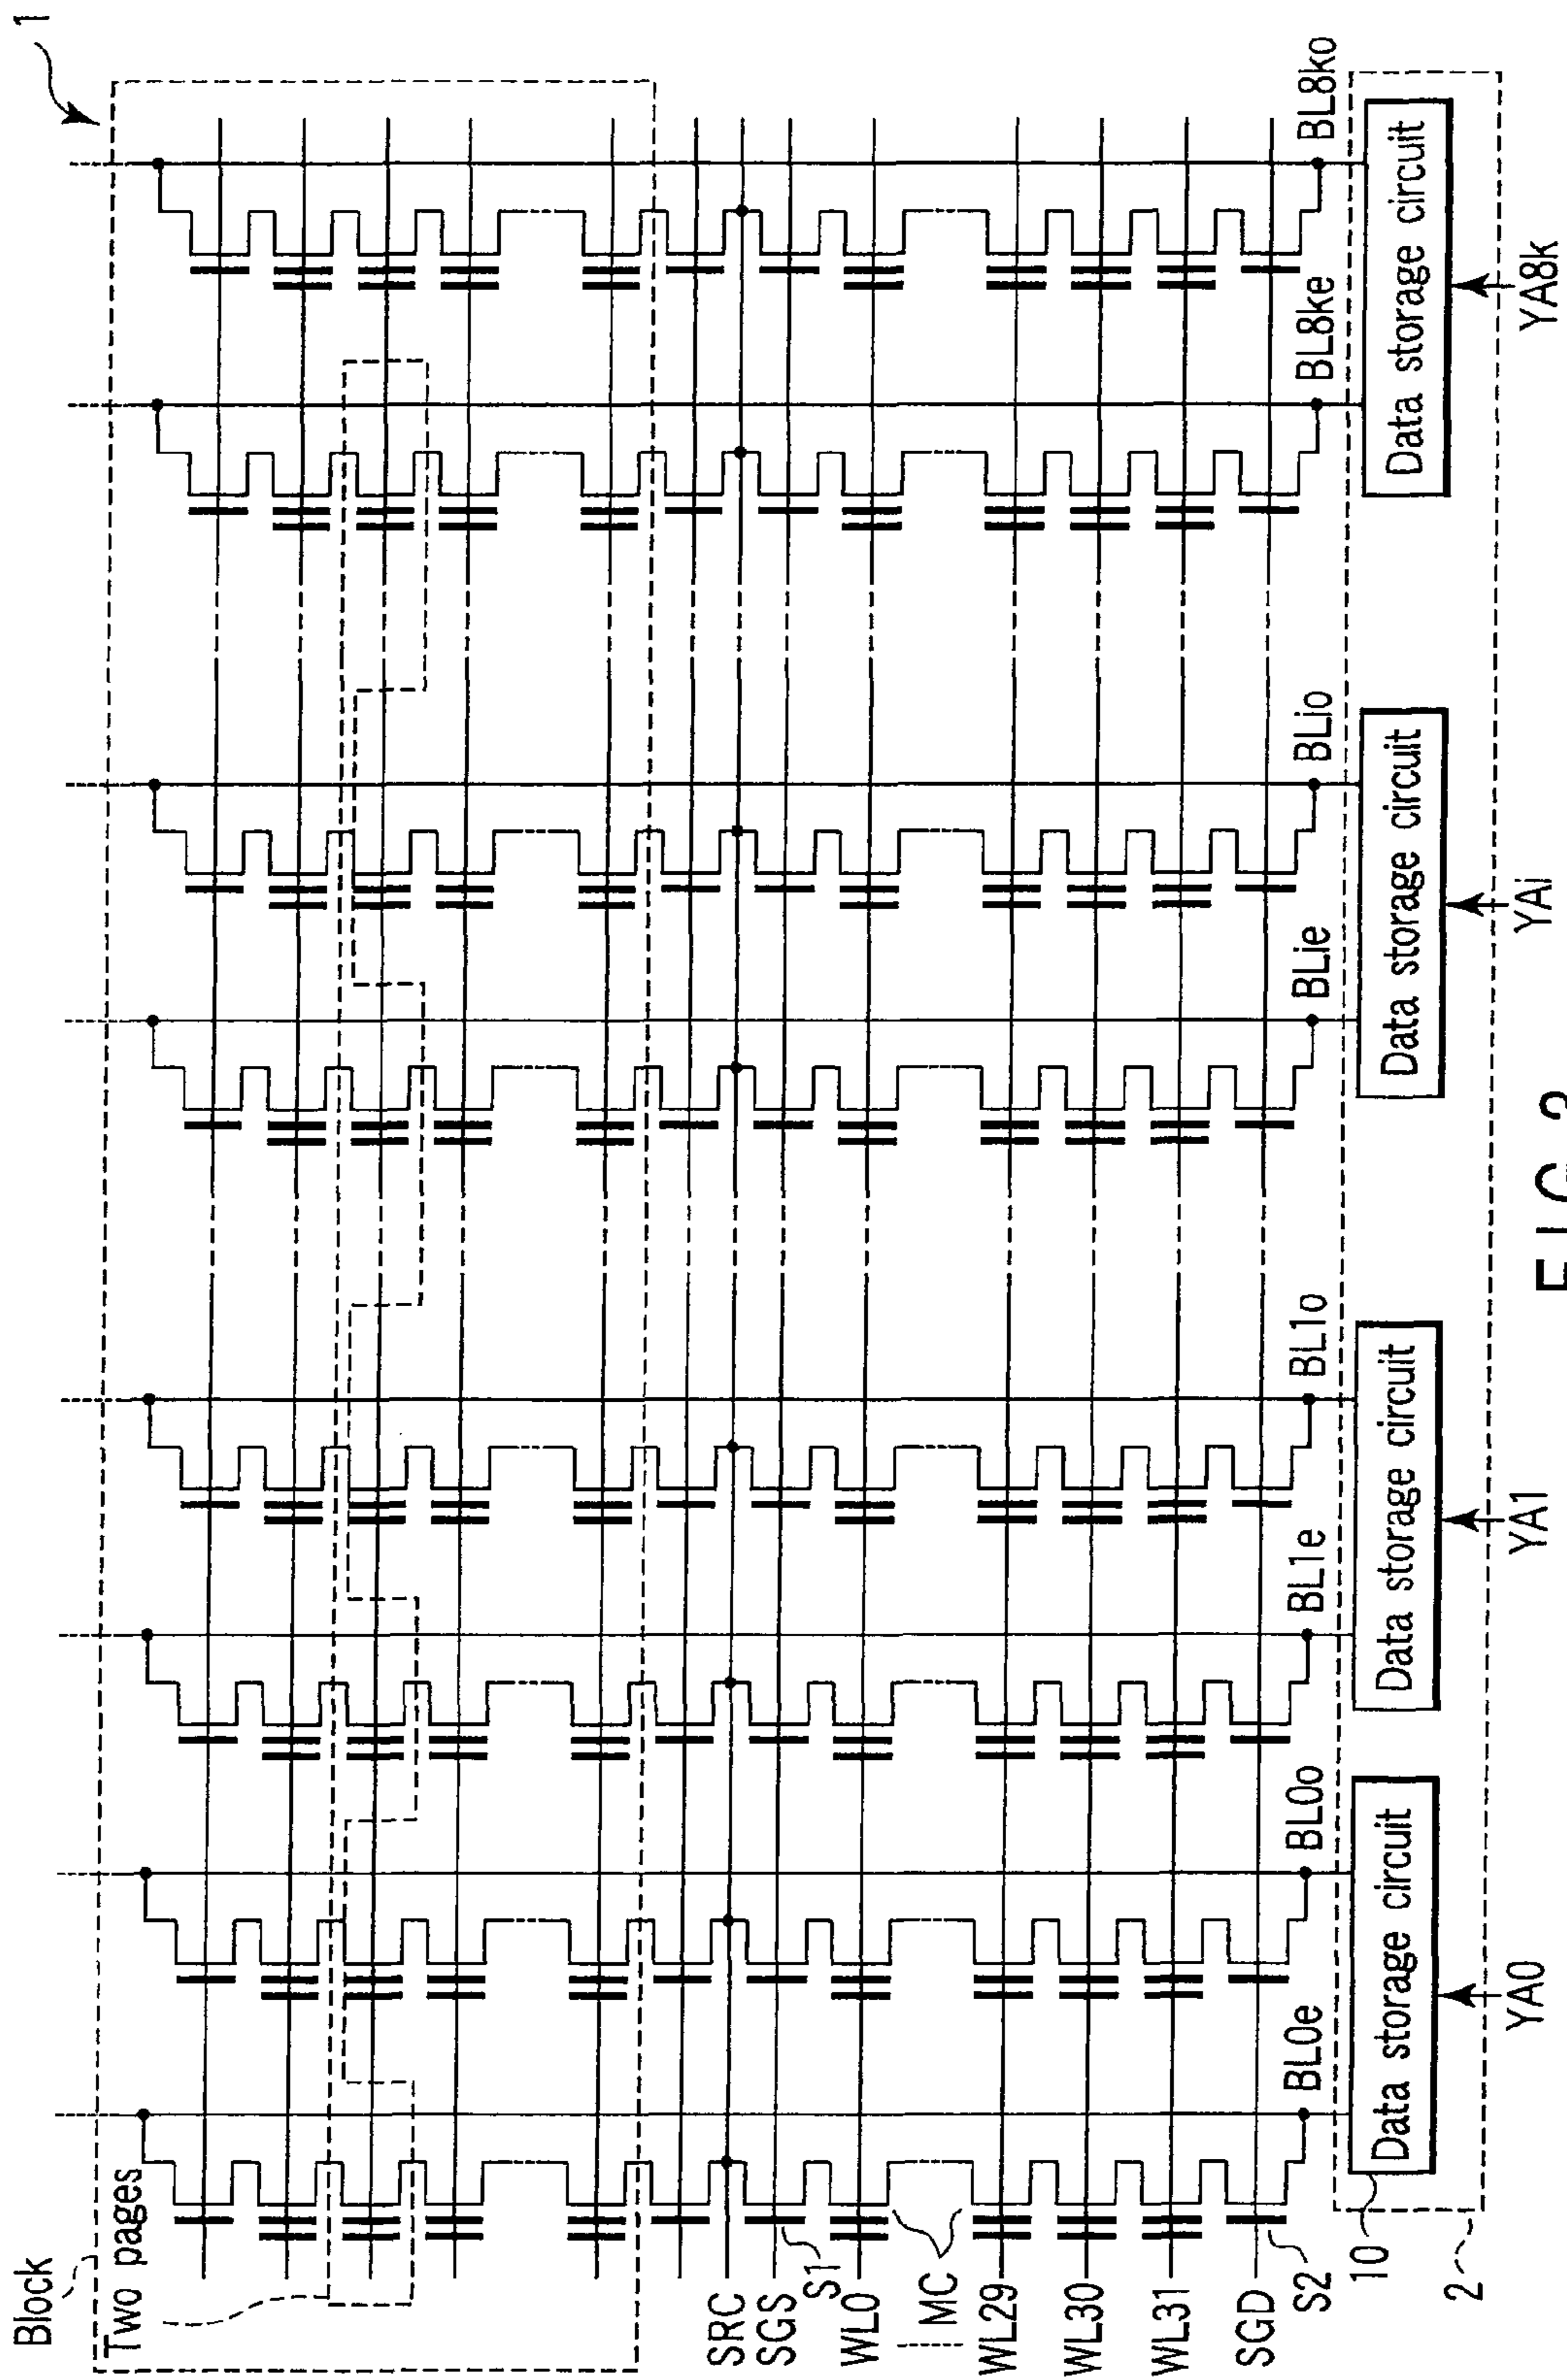 1
Block
Two pages
SRC
SGS
S1
WL0
MC
WL29
WL30
WL31
SGD
S2
BL0e
BL0o
BL1e
BL1o
BLie
BLio
BL8ke
BL8ko
10
Data storage circuit
Data storage circuit
Data storage circuit
Data storage circuit
2
YA0
YA1
YAi
YA8k